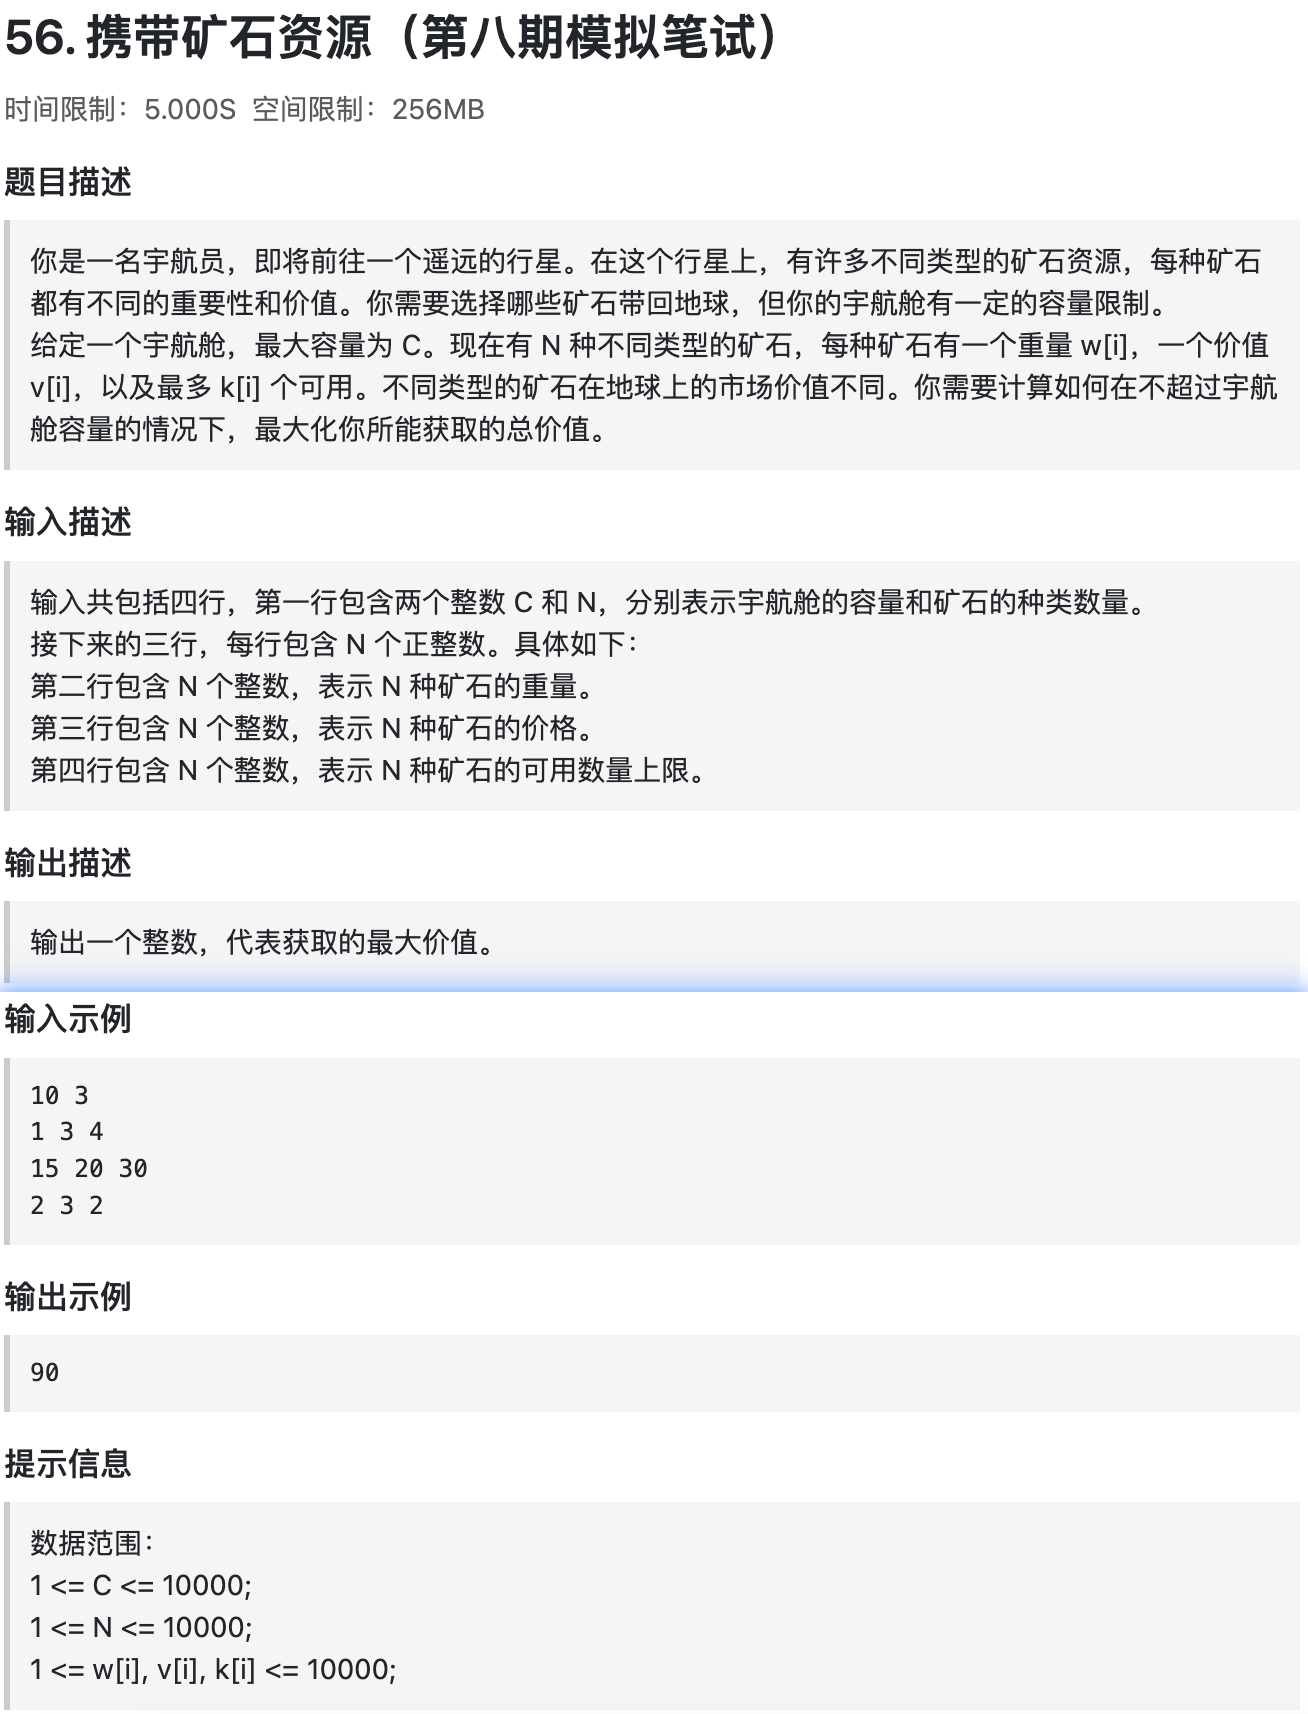 56. 携带矿石资源（第八期模拟笔试）
时间限制：5.000S 空间限制：256MB
题目描述
你是一名宇航员，即将前往一个遥远的行星。在这个行星上，有许多不同类型的矿石资源，每种矿石
都有不同的重要性和价值。你需要选择哪些矿石带回地球，但你的宇航舱有一定的容量限制。
给定一个宇航舱，最大容量为 C。现在有 N 种不同类型的矿石，每种矿石有一个重量 w[i]，一个价值
v[i]，以及最多 k[i] 个可用。不同类型的矿石在地球上的市场价值不同。你需要计算如何在不超过宇航
舱容量的情况下，最大化你所能获取的总价值。
输入描述
输入共包括四行，第一行包含两个整数 C 和 N，分别表示宇航舱的容量和矿石的种类数量。
接下来的三行，每行包含 N 个正整数。具体如下：
第二行包含 N 个整数，表示 N 种矿石的重量。
第三行包含 N 个整数，表示 N 种矿石的价格。
第四行包含 N 个整数，表示 N 种矿石的可用数量上限。
输出描述
输出一个整数，代表获取的最大价值。
输入示例
10 3
1 3 4
15 20 30
2 3 2
输出示例
90
提示信息
数据范围：
1 <= C <= 10000;
1 <= N <= 10000;
1 <= w[i], v[i], k[i] <= 10000;